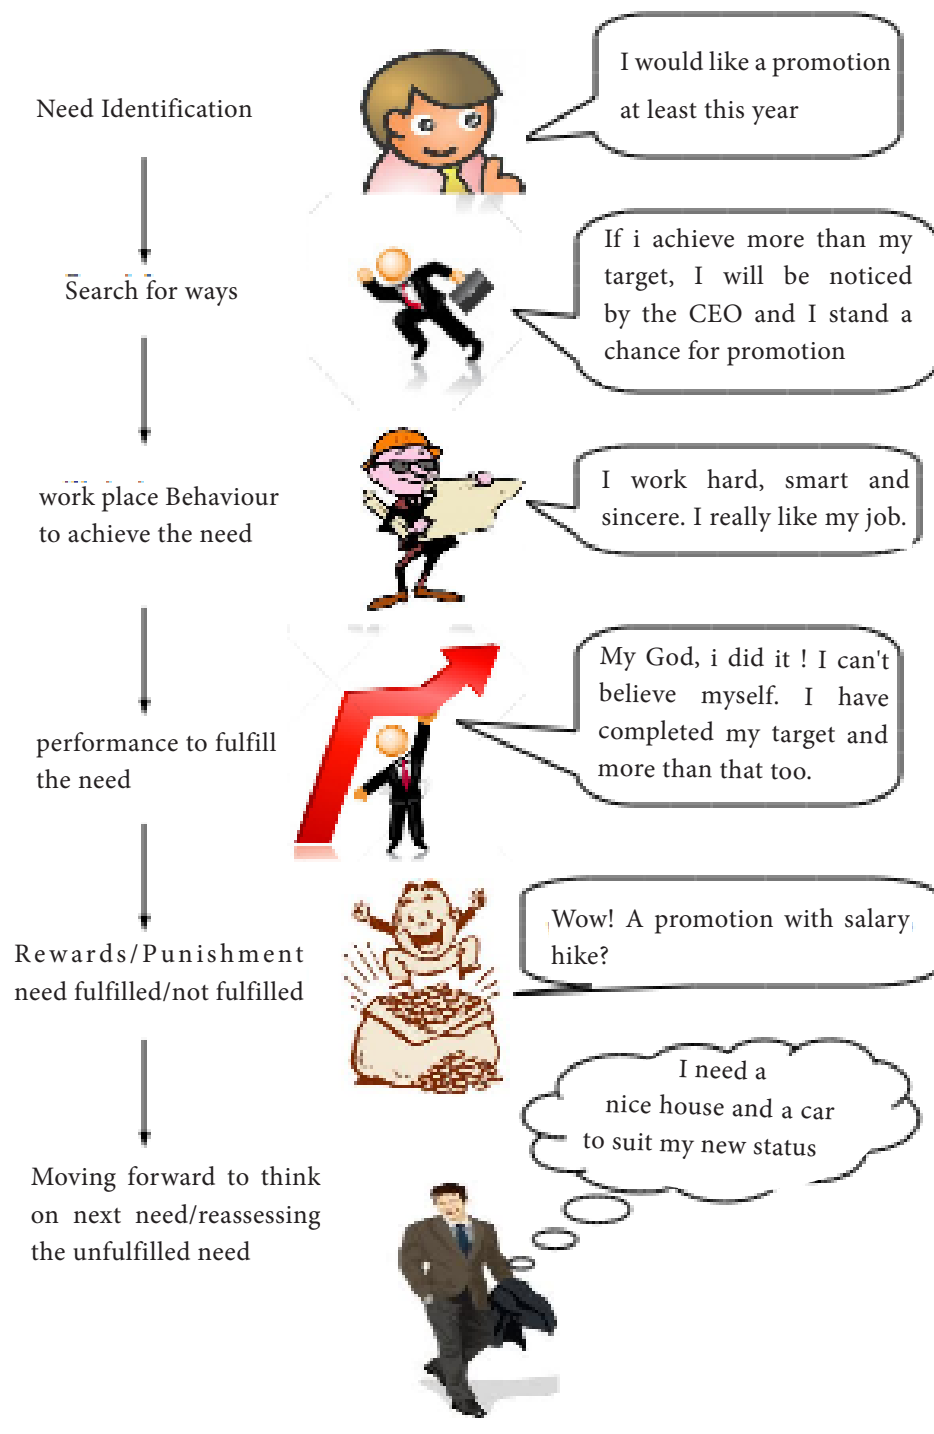 Need Identification
I would like a promotion
at least this year
Search for ways
If i achieve more than my
target, I will be noticed
by the CEO and I stand a
chance for promotion
work place Behaviour
to achieve the need
I work hard, smart and
sincere. I really like my job.
performance to fulfill
the need
My God, i did it ! I can't
believe myself. I have
completed my target and
more than that too.
Rewards/Punishment
need fulfilled/not fulfilled
Wow! A promotion with salary
hike?
Moving forward to think
on next need/reassessing
the unfulfilled need
I need a
nice house and a car
to suit my new status